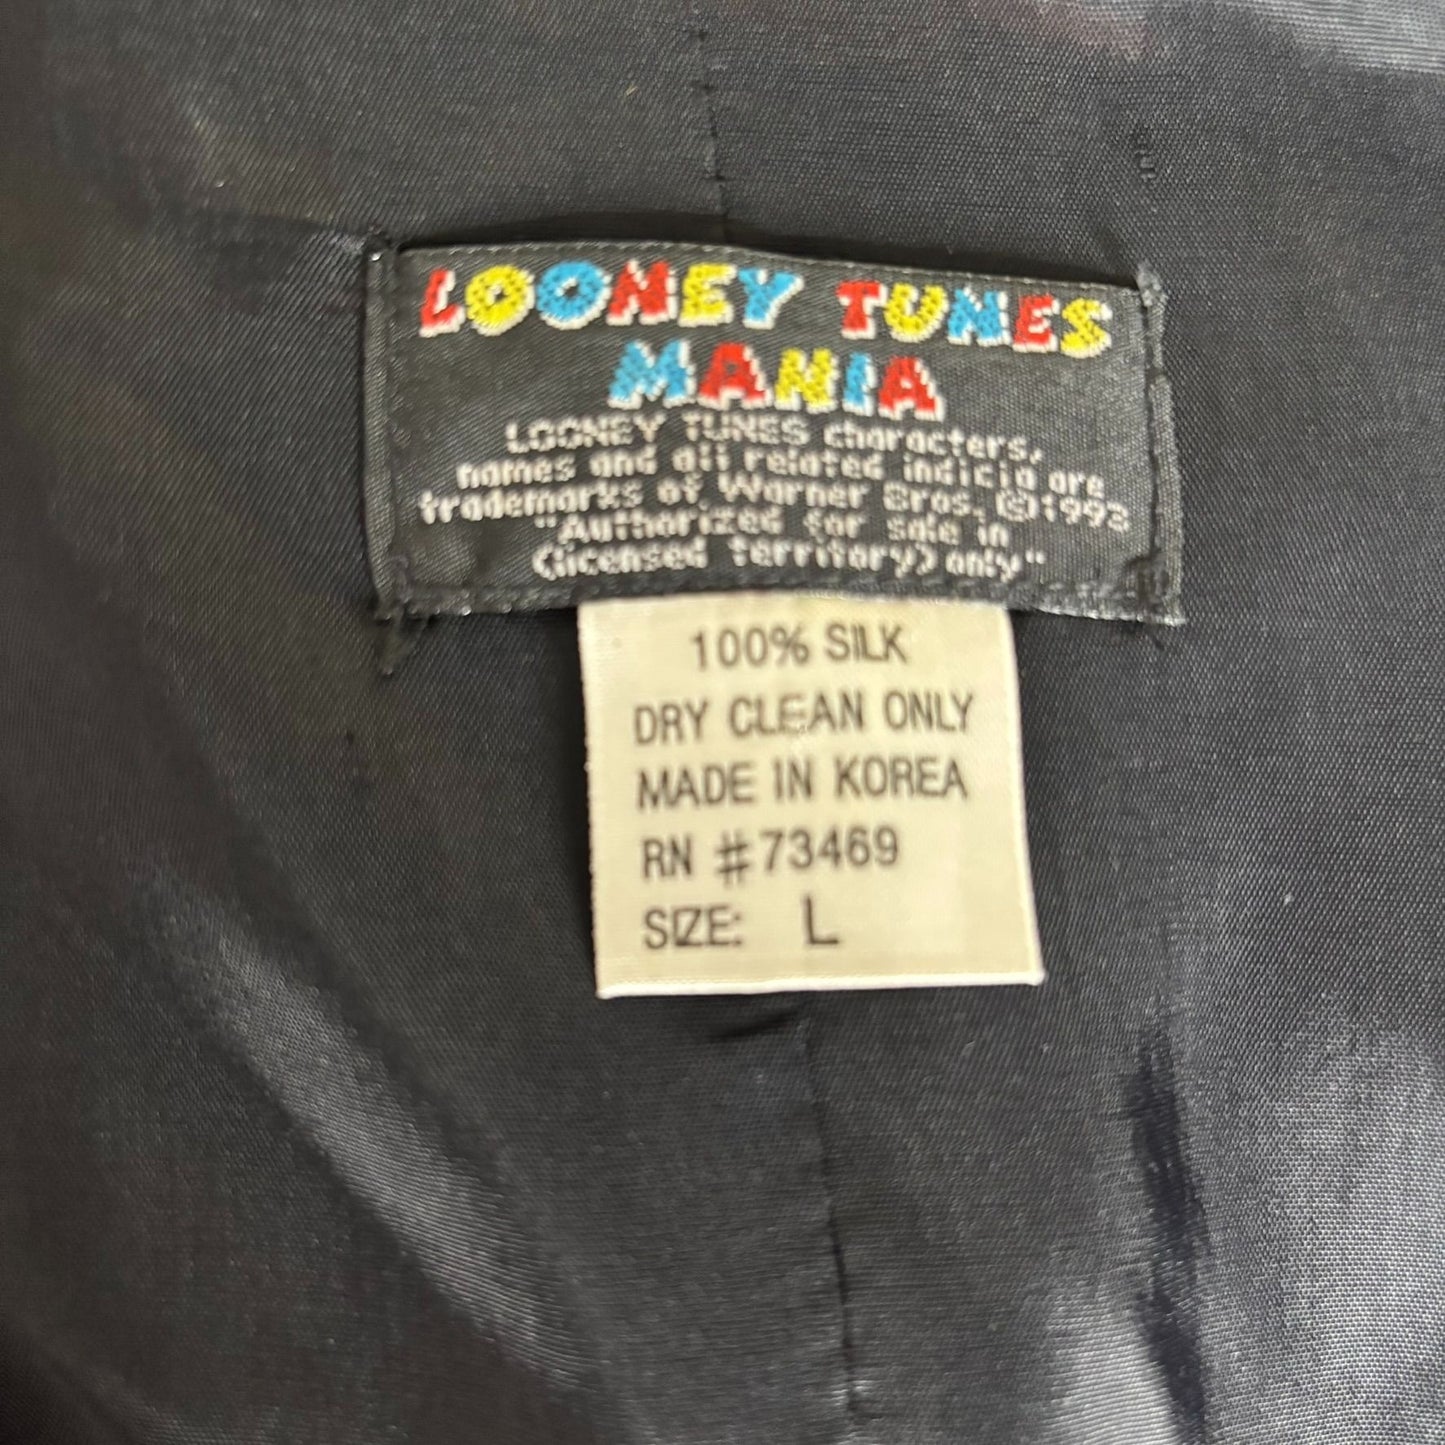 LOONEY TUNES
MANIA
LOONEY TUNES characters,
names and all related indicia are
trademarks of Warner Bros. ©1993
"Authorized for sale in
(licensed territory) only"
100% SILK
DRY CLEAN ONLY
MADE IN KOREA
RN #73469
SIZE: L